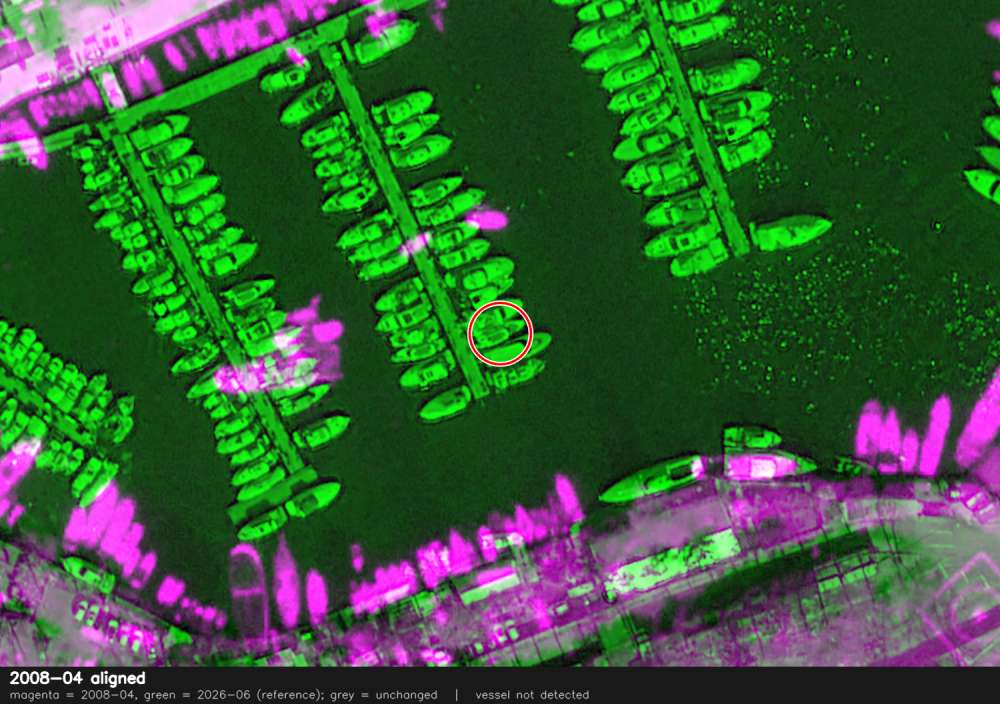 2008-04 aligned
magenta = 2008-04, green = 2026-06 (reference); grey = unchanged | vessel not detected